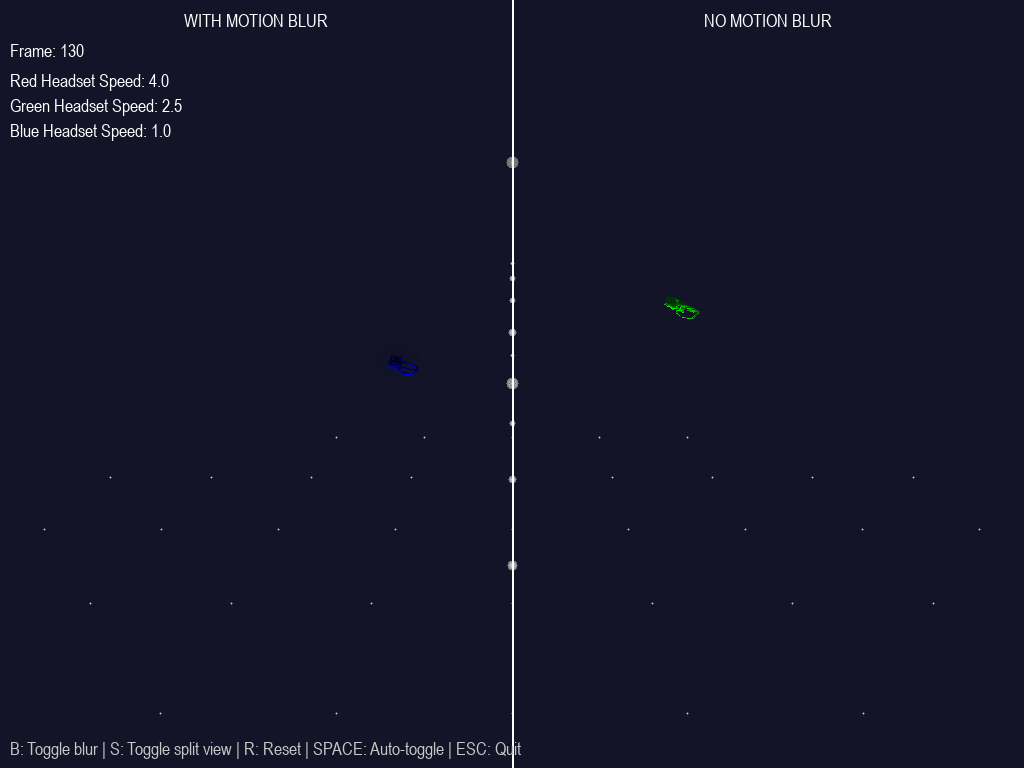 WITH MOTION BLUR
NO MOTION BLUR
Frame: 130
Red Headset Speed: 4.0
Green Headset Speed: 2.5
Blue Headset Speed: 1.0
B: Toggle blur | S: Toggle split view | R: Reset | SPACE: Auto-toggle | ESC: Quit